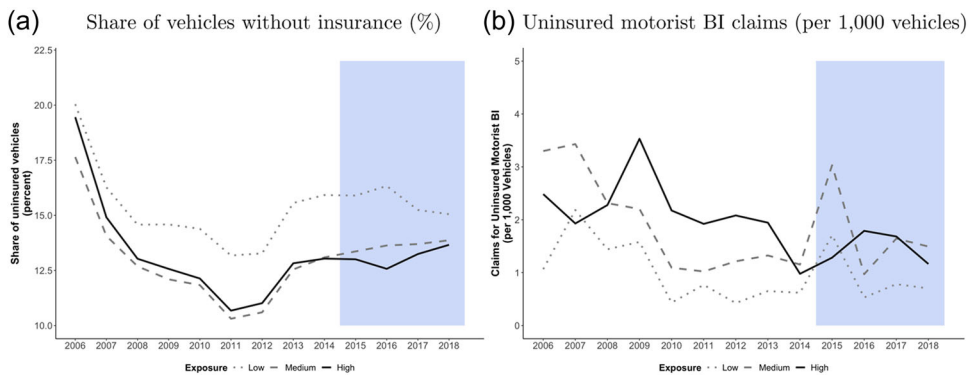 (a) Share of vehicles without insurance (%)
Share of uninsured vehicles
(percent)
22.5
20.0
17.5
15.0
12.5
10.0
2006 2007 2008 2009 2010 2011 2012 2013 2014 2015 2016 2017 2018
Exposure Low Medium High
(b) Uninsured motorist BI claims (per 1,000 vehicles)
Claims for Uninsured Motorist BI
(per 1,000 Vehicles)
5
4
3
2
1
0
2006 2007 2008 2009 2010 2011 2012 2013 2014 2015 2016 2017 2018
Exposure Low Medium High